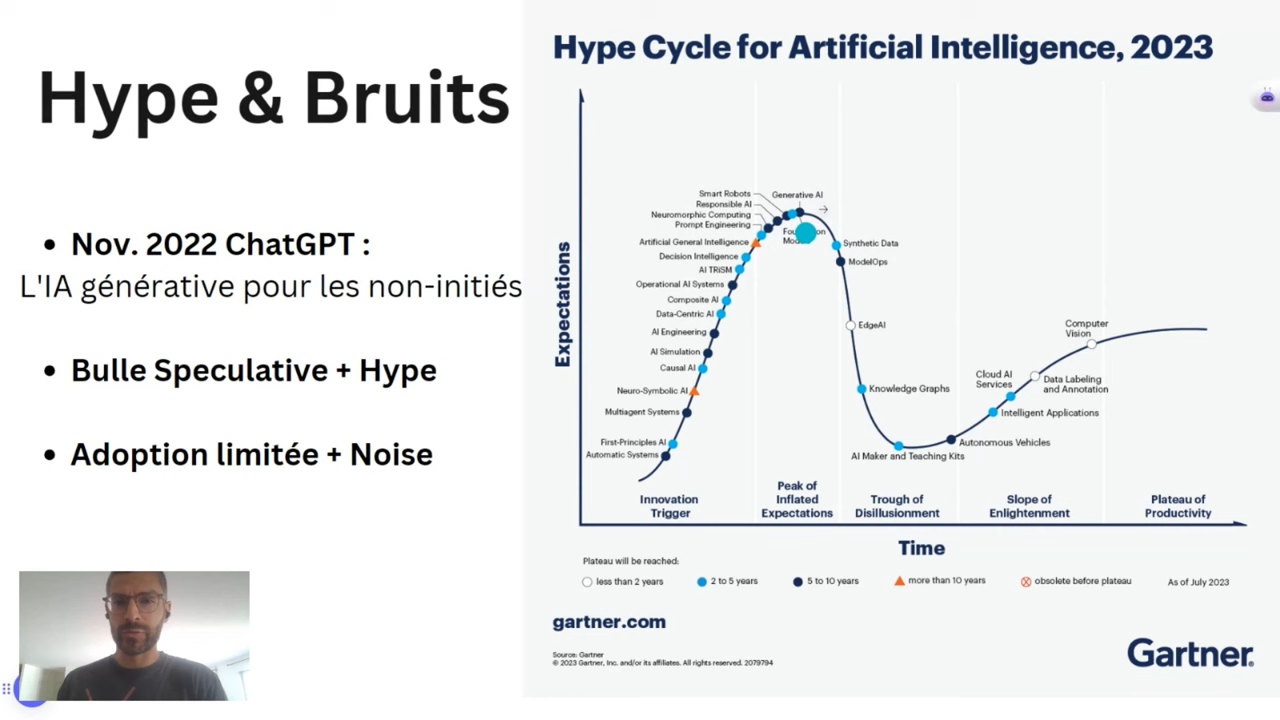 Hype & Bruits
Nov. 2022 ChatGPT :
L'IA générative pour les non-initiés
Bulle Speculative + Hype
Adoption limitée + Noise
Hype Cycle for Artificial Intelligence, 2023
Expectations
Smart Robots
Responsible AI
Neuromorphic Computing
Prompt Engineering
Artificial General Intelligence
Decision Intelligence
AI TRiSM
Operational AI Systems
Composite AI
Data-Centric AI
AI Engineering
AI Simulation
Causal AI
Neuro-Symbolic AI
Multiagent Systems
First-Principles AI
Automatic Systems
Generative AI
Synthetic Data
ModelOps
EdgeAI
Knowledge Graphs
AI Maker and Teaching Kits
Autonomous Vehicles
Intelligent Applications
Cloud AI
Services
Data Labeling
and Annotation
Computer
Vision
Innovation
Trigger
Peak of
Inflated
Expectations
Trough of
Disillusionment
Slope of
Enlightenment
Plateau of
Productivity
Time
Plateau will be reached:
less than 2 years
2 to 5 years
5 to 10 years
more than 10 years
obsolete before plateau
As of July 2023
gartner.com
Source: Gartner
© 2023 Gartner, Inc. and/or its affiliates. All rights reserved. 2079794
Gartner.